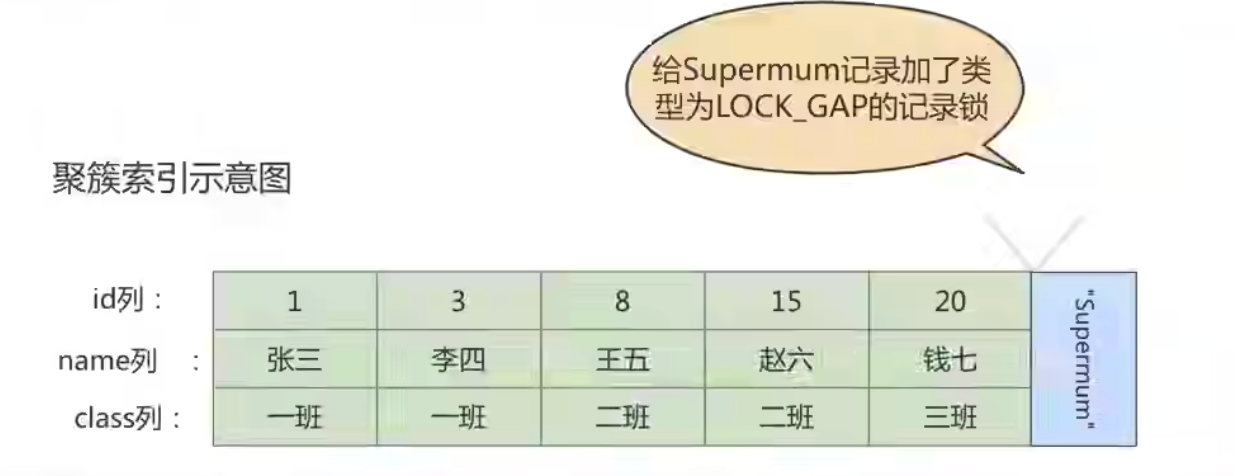 给Supermum记录加了类
型为LOCK_GAP的记录锁
聚簇索引示意图
id列： 1 3 8 15 20 "Supermum"
name列 ： 张三 李四 王五 赵六 钱七
class列： 一班 一班 二班 二班 三班